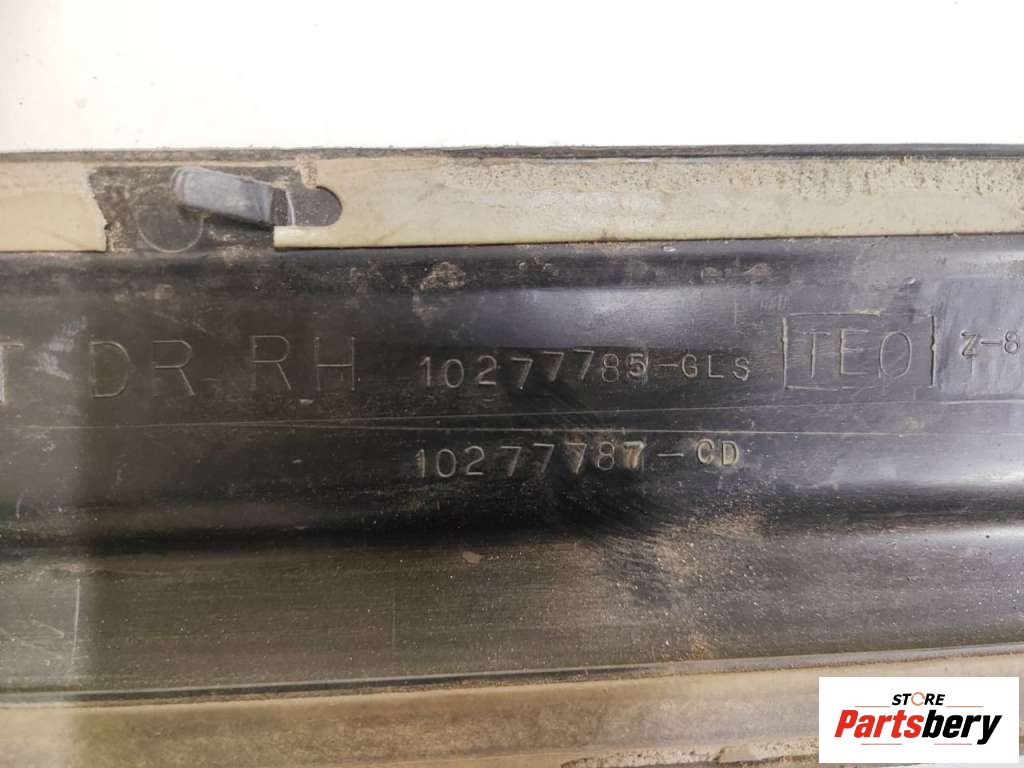 T DR RH 10277785-GLS TEO Z-8
10277787-CD
STORE
Partsbery